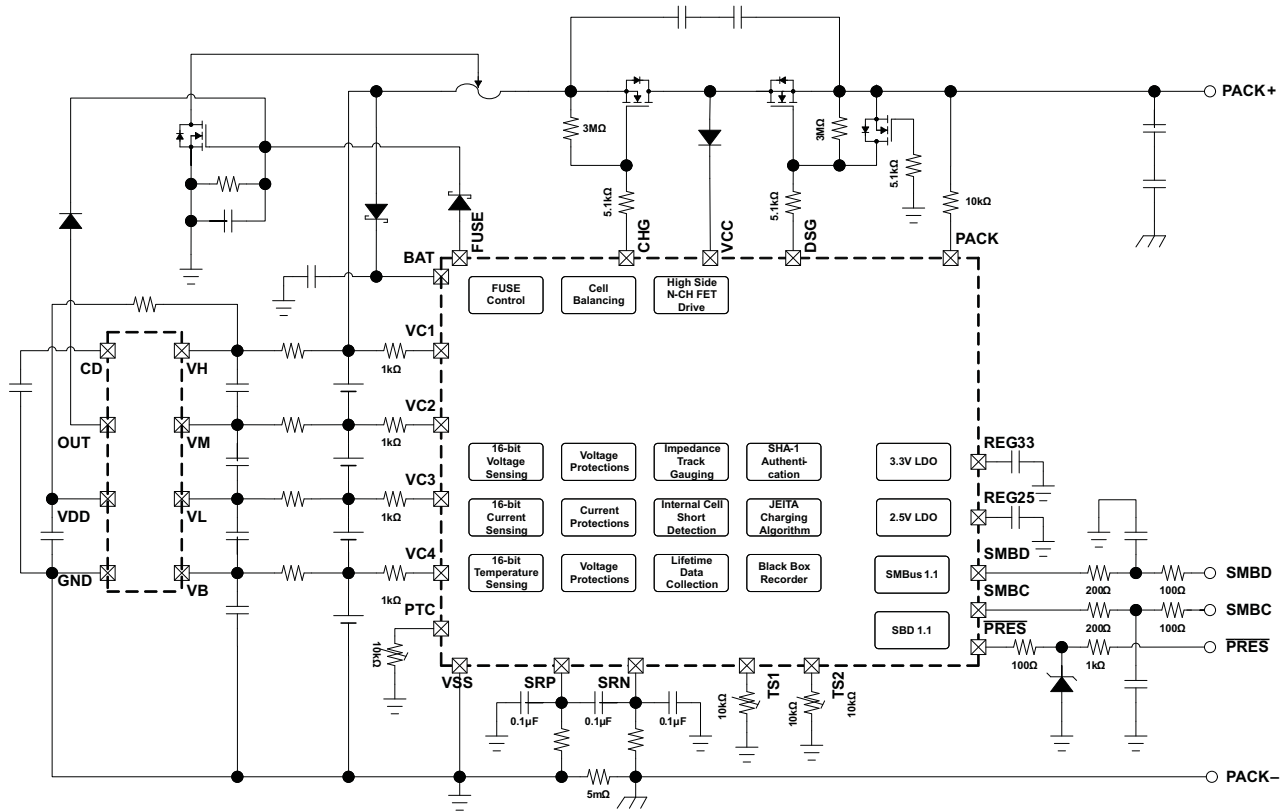 PACK+
3MΩ
3MΩ
5.1kΩ
5.1kΩ
5.1kΩ
10kΩ
FUSE
CHG
VCC
DSG
PACK
BAT
FUSE
Control
Cell
Balancing
High Side
N-CH FET
Drive
VC1
CD
VH
1kΩ
VC2
OUT
VM
1kΩ
16-bit
Voltage
Sensing
Voltage
Protections
Impedance
Track
Gauging
SHA-1
Authenti-
cation
3.3V LDO
REG33
VC3
VDD
VL
1kΩ
16-bit
Current
Sensing
Current
Protections
Internal Cell
Short
Detection
JEITA
Charging
Algorithm
2.5V LDO
REG25
VC4
GND
VB
1kΩ
16-bit
Temperature
Sensing
Voltage
Protections
Lifetime
Data
Collection
Black Box
Recorder
SMBus 1.1
SMBD
200Ω
100Ω
SMBD
SMBC
200Ω
100Ω
SMBC
PTC
10kΩ
SBD 1.1
PRES
100Ω
1kΩ
PRES
VSS
SRP
SRN
TS1
TS2
0.1µF
0.1µF
0.1µF
10kΩ
10kΩ
10kΩ
5mΩ
PACK–